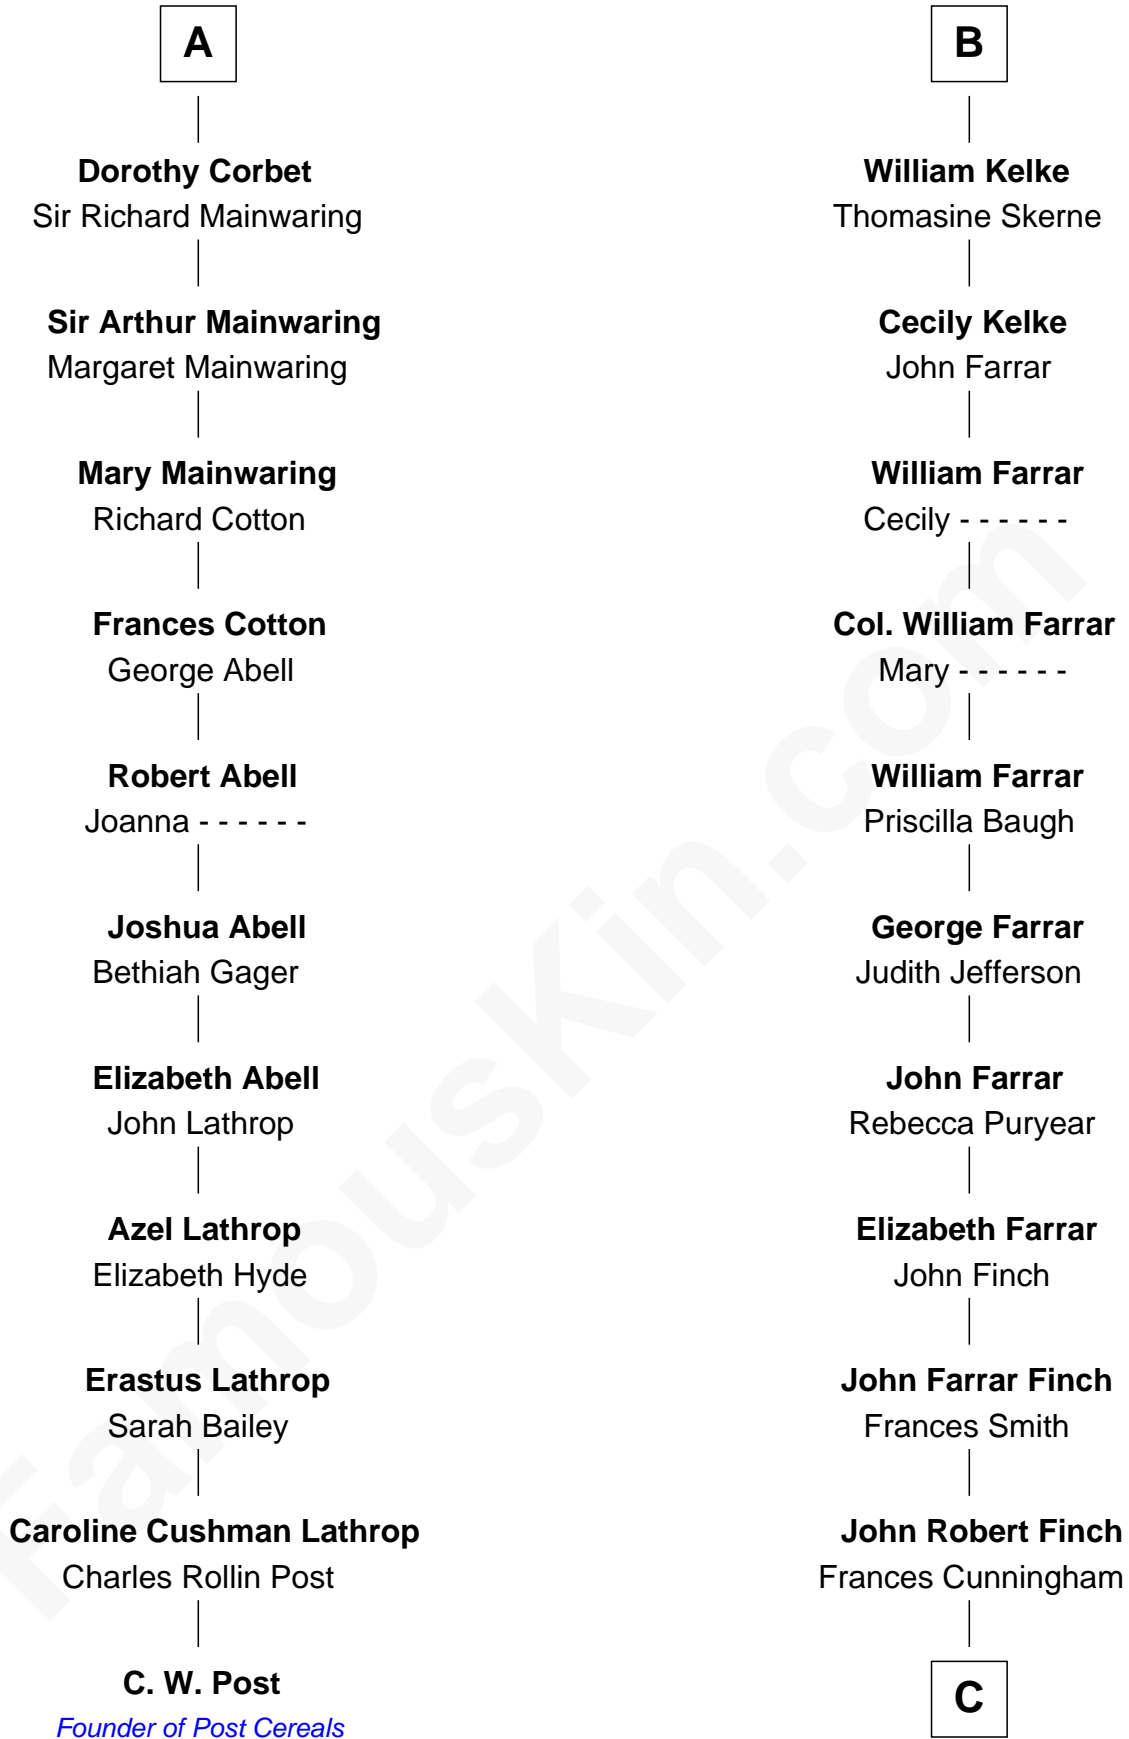 A
Dorothy Corbet
Sir Richard Mainwaring
Sir Arthur Mainwaring
Margaret Mainwaring
Mary Mainwaring
Richard Cotton
Frances Cotton
George Abell
Robert Abell
Joanna - - - - - -
Joshua Abell
Bethiah Gager
Elizabeth Abell
John Lathrop
Azel Lathrop
Elizabeth Hyde
Erastus Lathrop
Sarah Bailey
Caroline Cushman Lathrop
Charles Rollin Post
C. W. Post
Founder of Post Cereals
B
William Kelke
Thomasine Skerne
Cecily Kelke
John Farrar
William Farrar
Cecily - - - - - -
Col. William Farrar
Mary - - - - - -
William Farrar
Priscilla Baugh
George Farrar
Judith Jefferson
John Farrar
Rebecca Puryear
Elizabeth Farrar
John Finch
John Farrar Finch
Frances Smith
John Robert Finch
Frances Cunningham
C
FamousKin.com